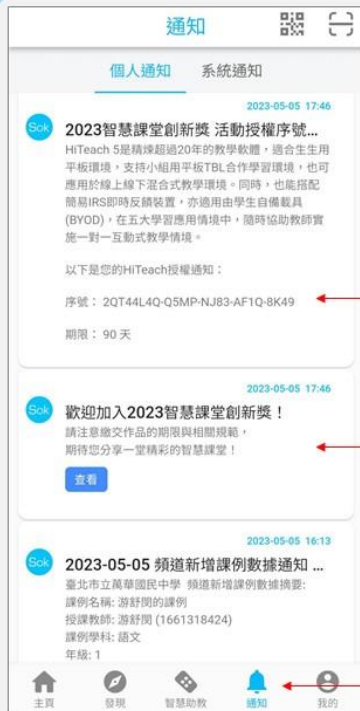 通知
個人通知 系統通知
2023-05-05 17:46
Sok
2023智慧課堂創新獎 活動授權序號...
HiTeach 5是精煉超過20年的教學軟體,適合生生用
平板環境,支持小組用平板TBL合作學習環境,也可
應用於線上線下混合式教學環境。同時,也能搭配
簡易IRS即時反饋裝置,亦適用由學生自備載具
(BYOD),在五大學習應用情境中,隨時協助教師實
施一對一互動式教學情境。
以下是您的HiTeach授權通知:
序號: 2QT44L4Q-Q5MP-NJ83-AF1Q-8K49
期限: 90 天
2023-05-05 17:46
Sok
歡迎加入2023智慧課堂創新獎!
請注意繳交作品的期限與相關規範,
期待您分享一堂精彩的智慧課堂!
查看
2023-05-05 16:13
Sok
2023-05-05 頻道新增課例數據通知 ...
臺北市立萬華國民中學 頻道新增課例數據摘要:
課例名稱: 游舒閔的課例
授課教師: 游舒閔 (1661318424)
課例學科: 語文
年級: 1
主頁 發現 智慧助教 通知 我的